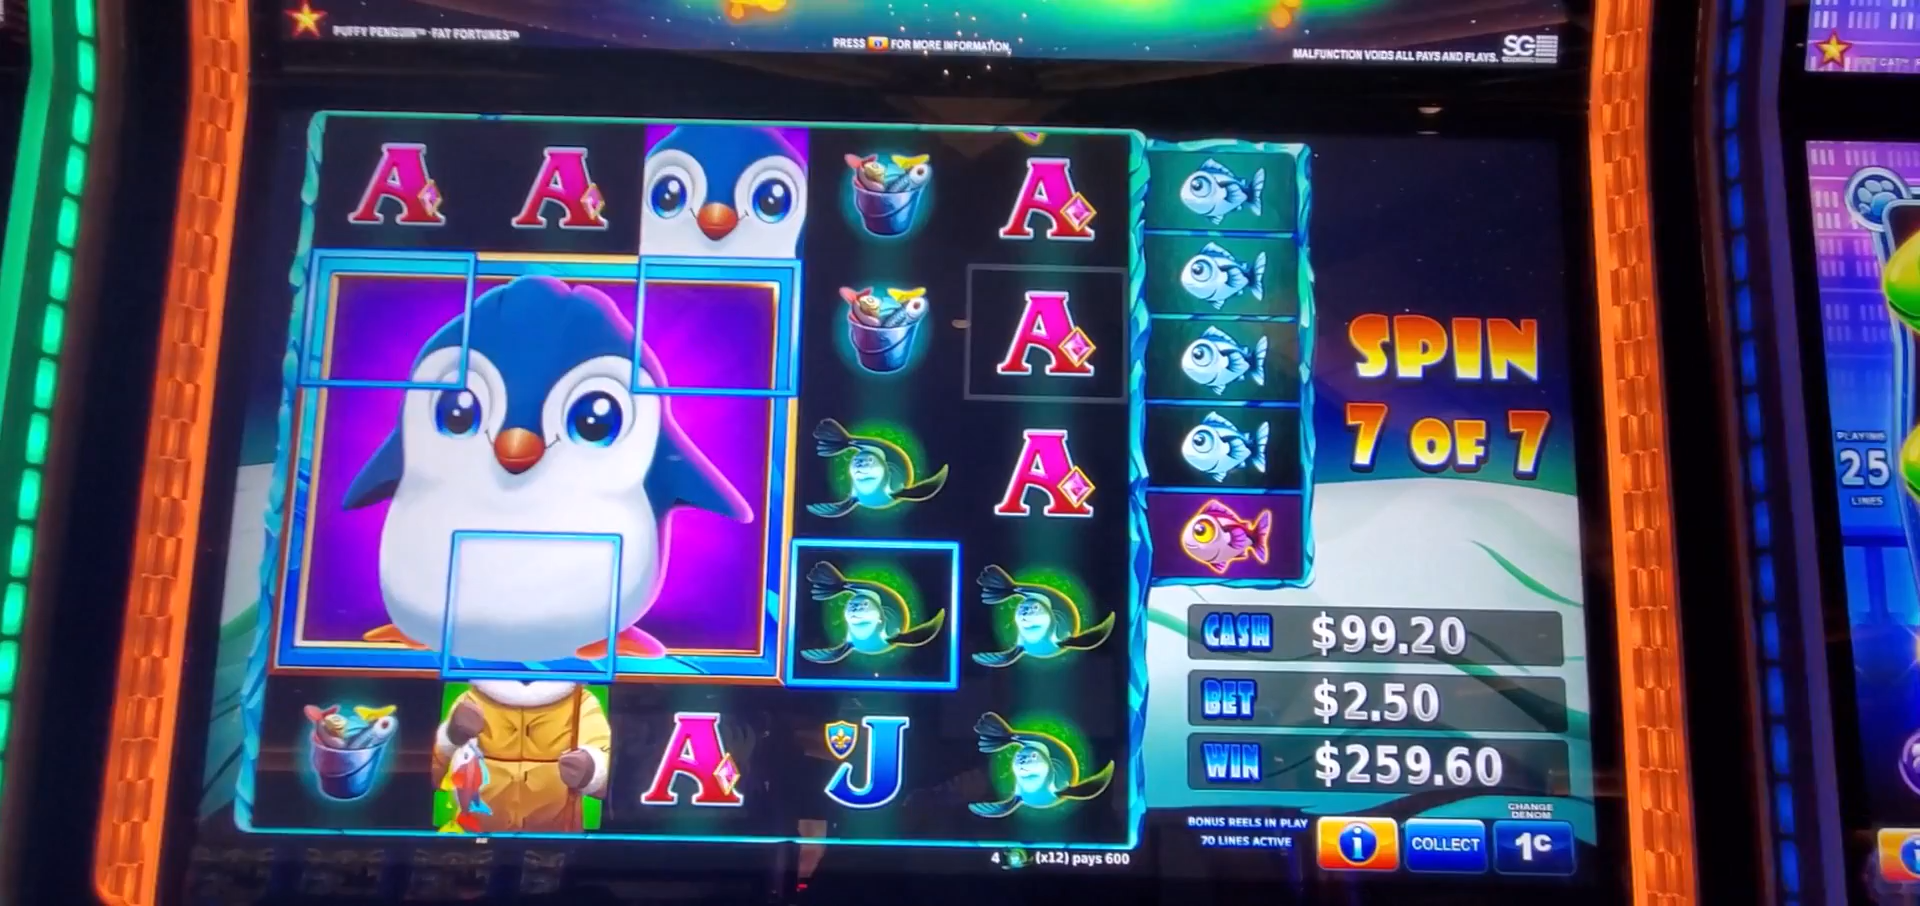 PUFFY PENGUIN™ - FAT FORTUNES™
PRESS i FOR MORE INFORMATION.
MALFUNCTION VOIDS ALL PAYS AND PLAYS.
SG
SCIENTIFIC GAMES
A A A
A
A
A J
SPIN
7 OF 7
CASH $99.20
BET $2.50
WIN $259.60
BONUS REELS IN PLAY
70 LINES ACTIVE
i
COLLECT
CHANGE
DENOM
1¢
4 (x12) pays 600
PLAYING
25
LINES